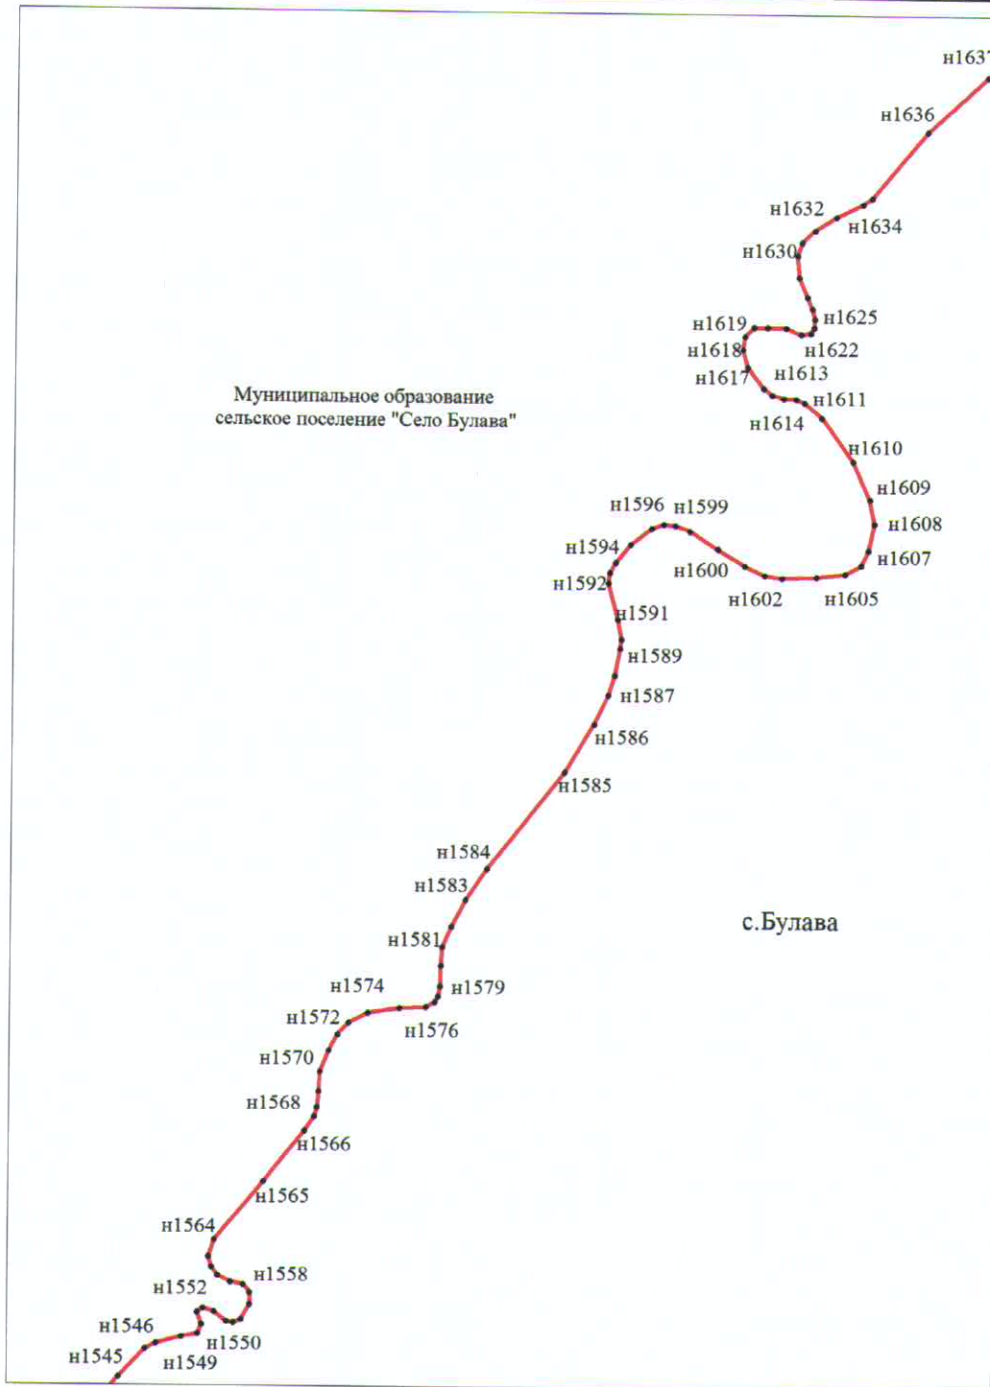 н1637
н1636
н1632
н1634
н1630
н1619
н1625
н1618
н1622
н1617
н1613
Муниципальное образование
сельское поселение "Село Булава"
н1611
н1614
н1610
н1609
н1596
н1599
н1608
н1594
н1607
н1600
н1592
н1602
н1605
н1591
н1589
н1587
н1586
н1585
н1584
н1583
с.Булава
н1581
н1579
н1574
н1572
н1576
н1570
н1568
н1566
н1565
н1564
н1558
н1552
н1546
н1550
н1545
н1549